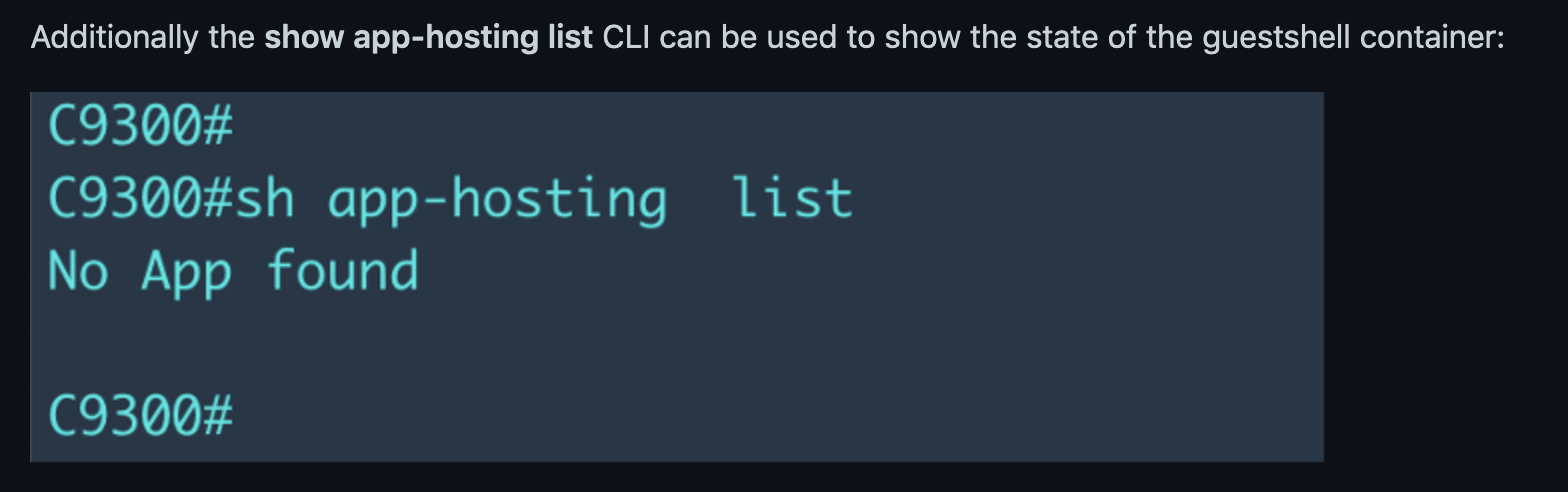 Additionally the show app-hosting list CLI can be used to show the state of the guestshell container:
C9300#
C9300#sh app-hosting  list
No App found
C9300#